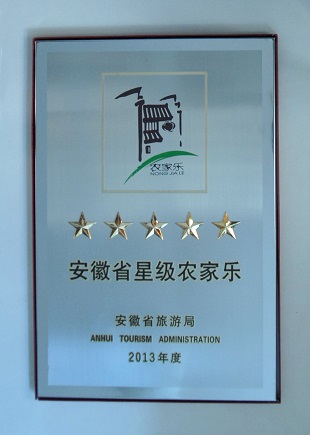 农家乐
NONG JIA LE
安徽省星级农家乐
安徽省旅游局
ANHUI TOURISM ADMINISTRATION
2013年度